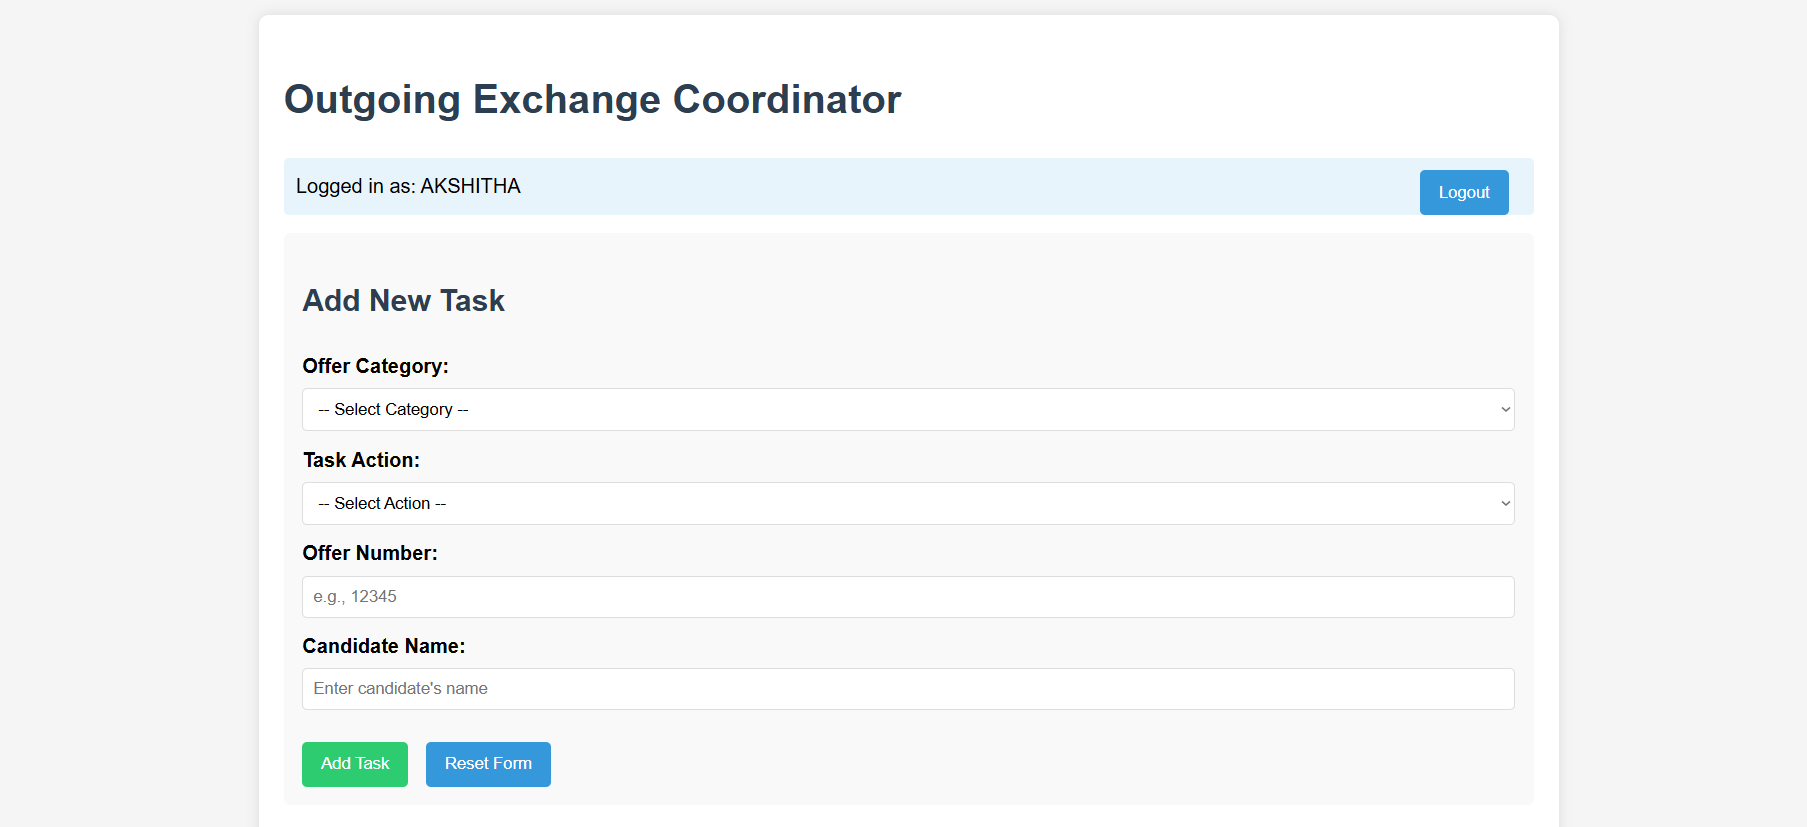 Outgoing Exchange Coordinator
Logged in as: AKSHITHA
Logout
Add New Task
Offer Category:
-- Select Category --
Task Action:
-- Select Action --
Offer Number:
e.g., 12345
Candidate Name:
Enter candidate's name
Add Task
Reset Form